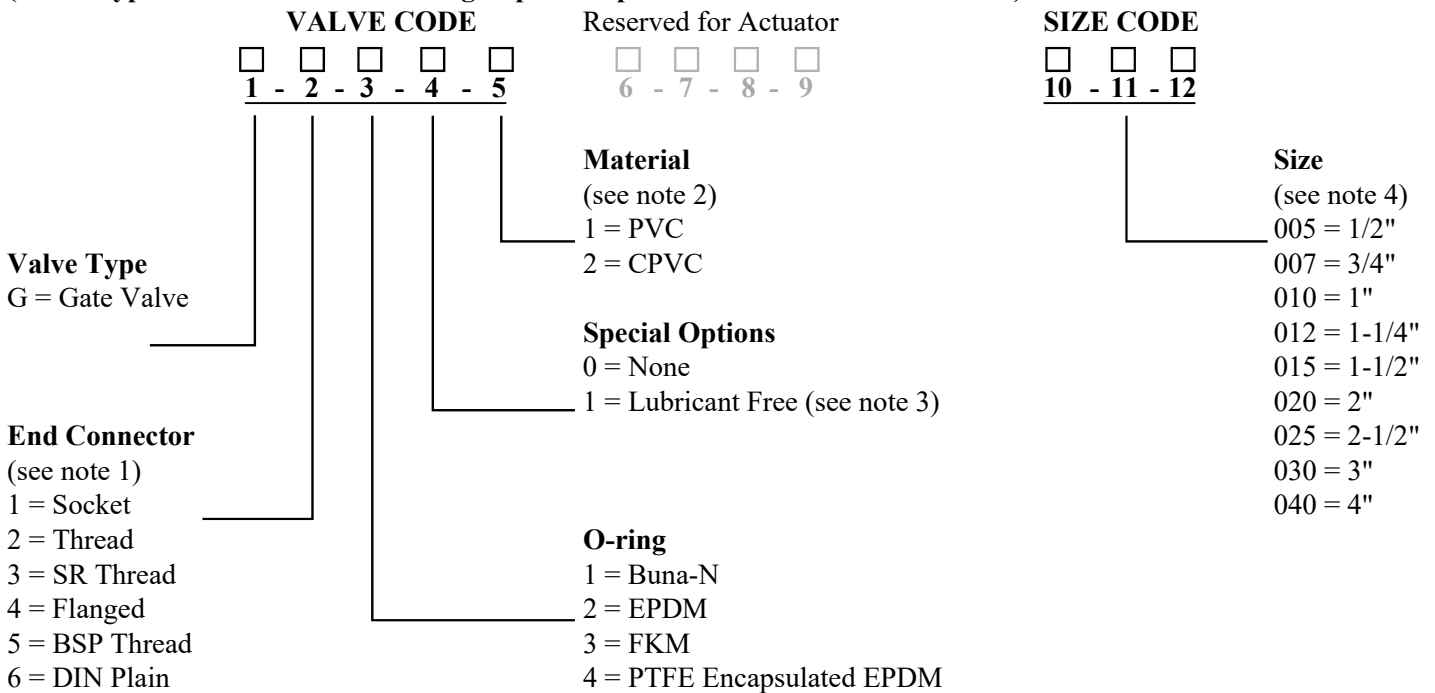 VALVE CODE Reserved for Actuator SIZE CODE
1 - 2 - 3 - 4 - 5 6 - 7 - 8 - 9 10 - 11 - 12
Valve Type
G = Gate Valve
End Connector
(see note 1)
1 = Socket
2 = Thread
3 = SR Thread
4 = Flanged
5 = BSP Thread
6 = DIN Plain
Material
(see note 2)
1 = PVC
2 = CPVC
Special Options
0 = None
1 = Lubricant Free (see note 3)
O-ring
1 = Buna-N
2 = EPDM
3 = FKM
4 = PTFE Encapsulated EPDM
Size
(see note 4)
005 = 1/2"
007 = 3/4"
010 = 1"
012 = 1-1/4"
015 = 1-1/2"
020 = 2"
025 = 2-1/2"
030 = 3"
040 = 4"